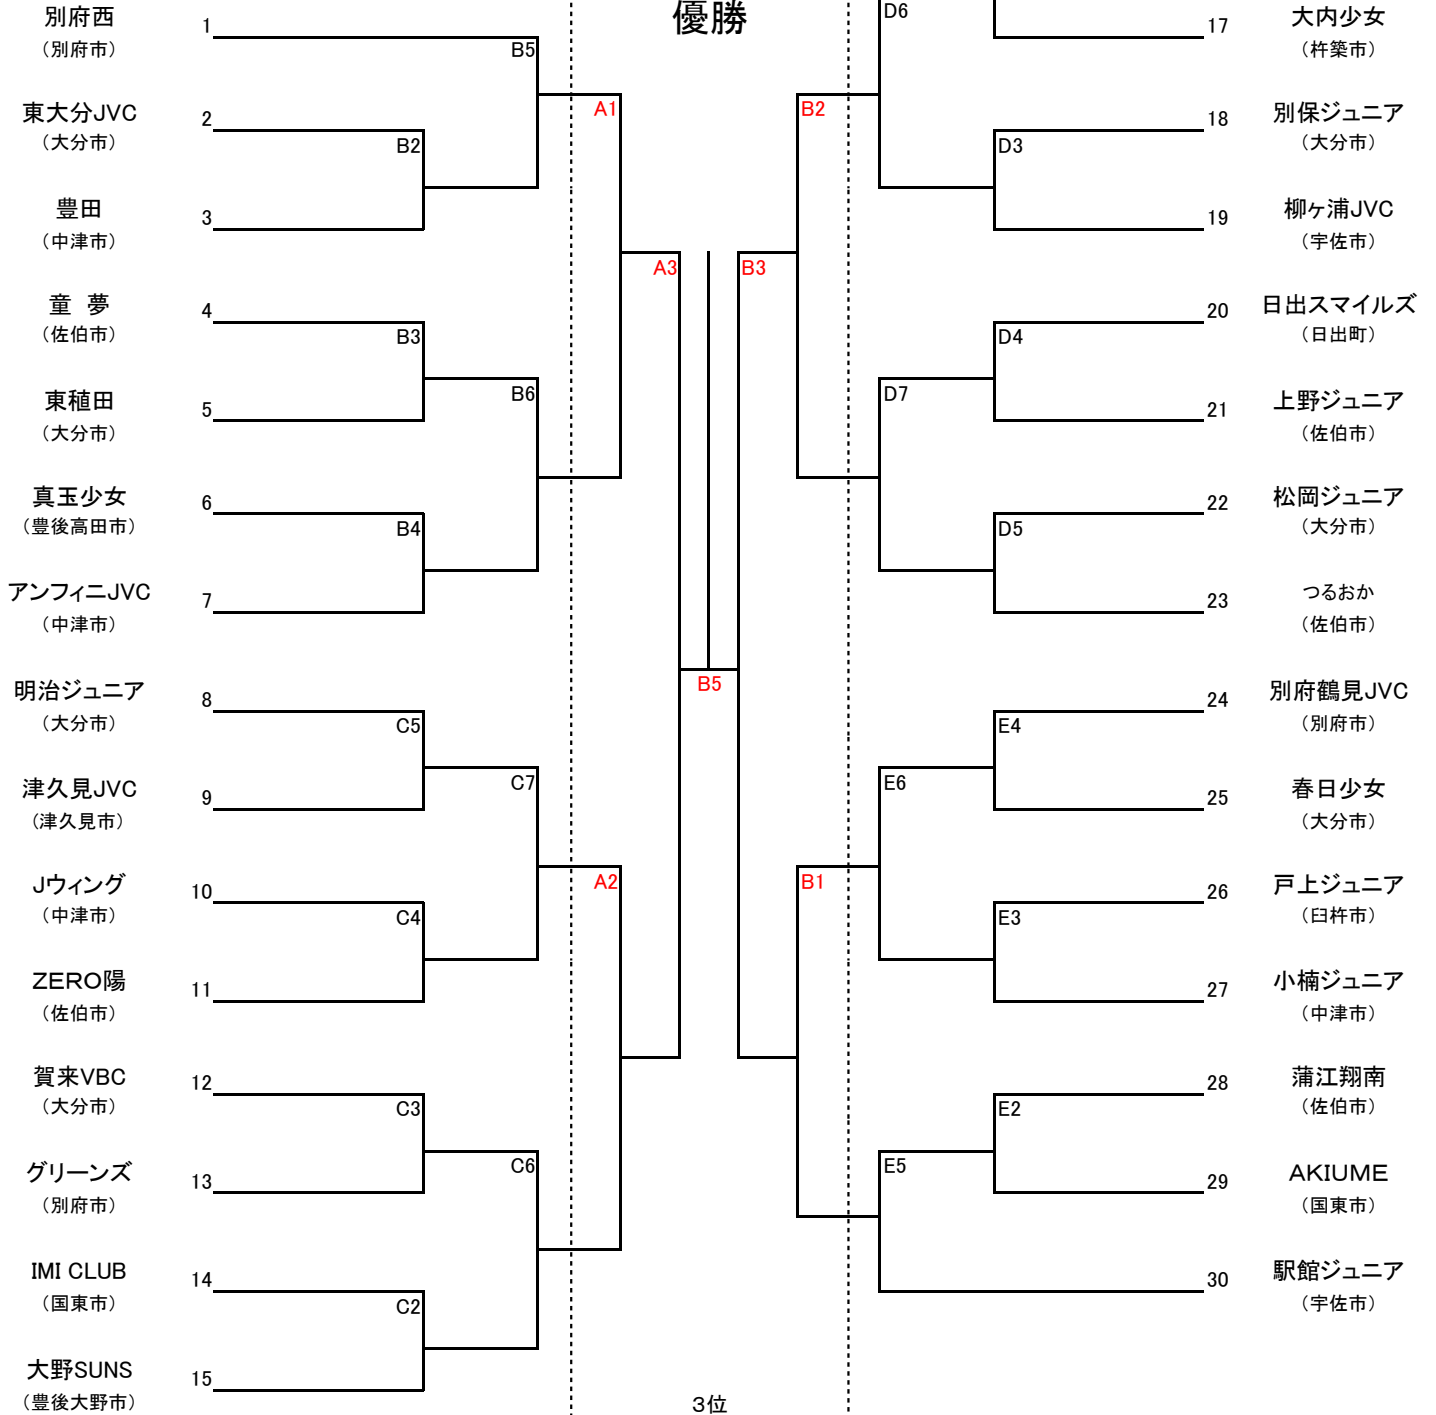 優勝
別府西
1
（別府市）
B5
東大分JVC
2
（大分市）
B2
豊田
3
（中津市）
童　夢
4
（佐伯市）
B3
東稙田
5
（大分市）
B6
真玉少女
6
（豊後高田市）
B4
アンフィニJVC
7
（中津市）
明治ジュニア
8
（大分市）
C5
津久見JVC
9
（津久見市）
C7
Jウィング
10
（中津市）
C4
ZERO陽
11
（佐伯市）
賀来VBC
12
（大分市）
C3
グリーンズ
13
（別府市）
C6
IMI CLUB
14
（国東市）
C2
大野SUNS
15
（豊後大野市）
A1
A3
A2
B5
B3
B2
B1
3位
D6
17
大内少女
（杵築市）
18
別保ジュニア
（大分市）
D3
19
柳ヶ浦JVC
（宇佐市）
20
日出スマイルズ
（日出町）
D4
D7
21
上野ジュニア
（佐伯市）
22
松岡ジュニア
（大分市）
D5
23
つるおか
（佐伯市）
24
別府鶴見JVC
（別府市）
E4
E6
25
春日少女
（大分市）
26
戸上ジュニア
（臼杵市）
E3
27
小楠ジュニア
（中津市）
28
蒲江翔南
（佐伯市）
E2
E5
29
AKIUME
（国東市）
30
駅館ジュニア
（宇佐市）